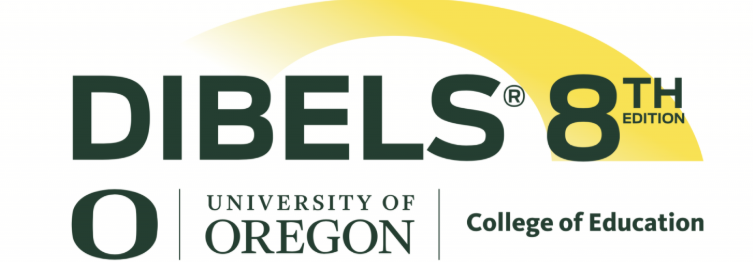 DIBELS® 8TH
EDITION
O
UNIVERSITY OF
OREGON
College of Education